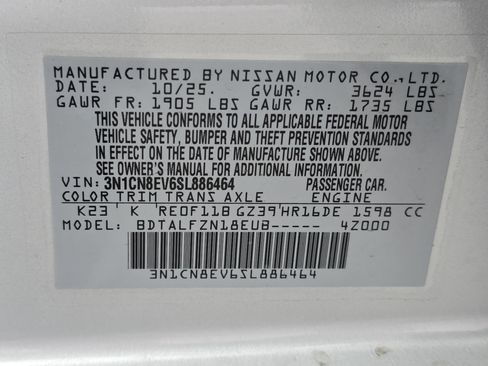 MANUFACTURED BY NISSAN MOTOR CO., LTD.
DATE: 10/25. GVWR: 3624 LBS
GAWR FR: 1905 LBS GAWR RR: 1735 LBS
THIS VEHICLE CONFORMS TO ALL APPLICABLE FEDERAL MOTOR
VEHICLE SAFETY, BUMPER AND THEFT PREVENTION STANDARDS
IN EFFECT ON THE DATE OF MANUFACTURE SHOWN ABOVE.
SEE OWNER'S MANUAL FOR ADDITIONAL INFORMATION.
VIN: 3N1CN8EV6SL886464 PASSENGER CAR.
COLOR TRIM TRANS AXLE ENGINE
K23 K RE0F11B GZ39 HR16DE 1598 CC
MODEL: BDTALFZN18EUB----- 4Z000
3N1CN8EV6SL886464